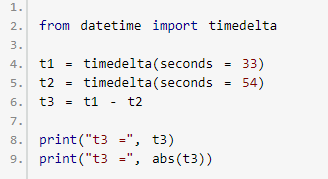 1.
2. from datetime import timedelta
3.
4. t1 = timedelta(seconds = 33)
5. t2 = timedelta(seconds = 54)
6. t3 = t1 - t2
7.
8. print("t3 =", t3)
9. print("t3 =", abs(t3))